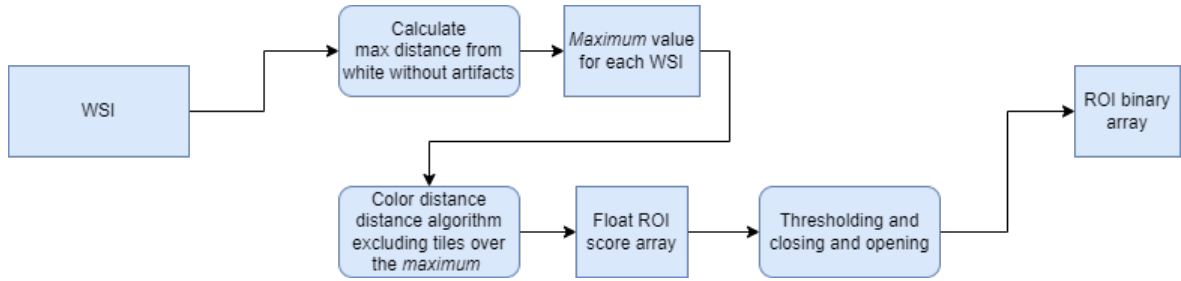 WSI
Calculate
max distance from
white without artifacts
Maximum value
for each WSI
Color distance
distance algorithm
excluding tiles over
the maximum
Float ROI
score array
Thresholding and
closing and opening
ROI binary
array